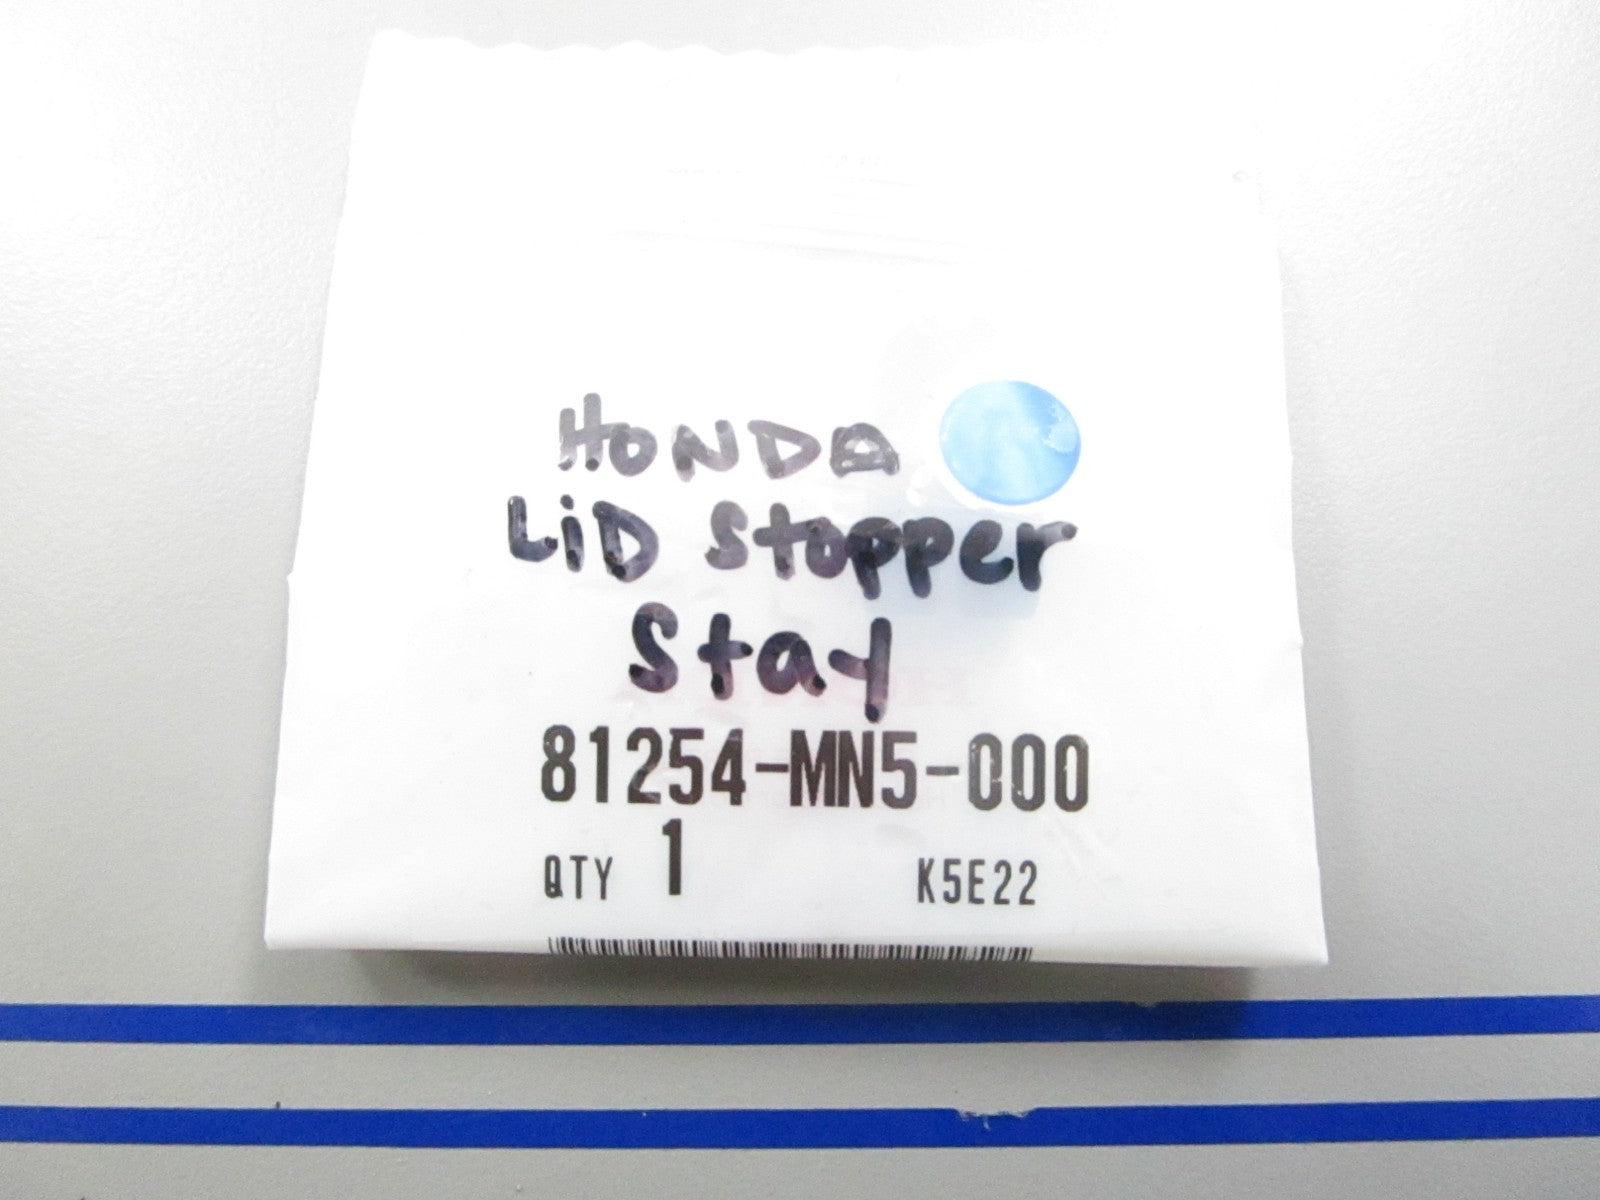 HONDA
LiD Stopper
Stay
81254-MN5-000
QTY 1 K5E22